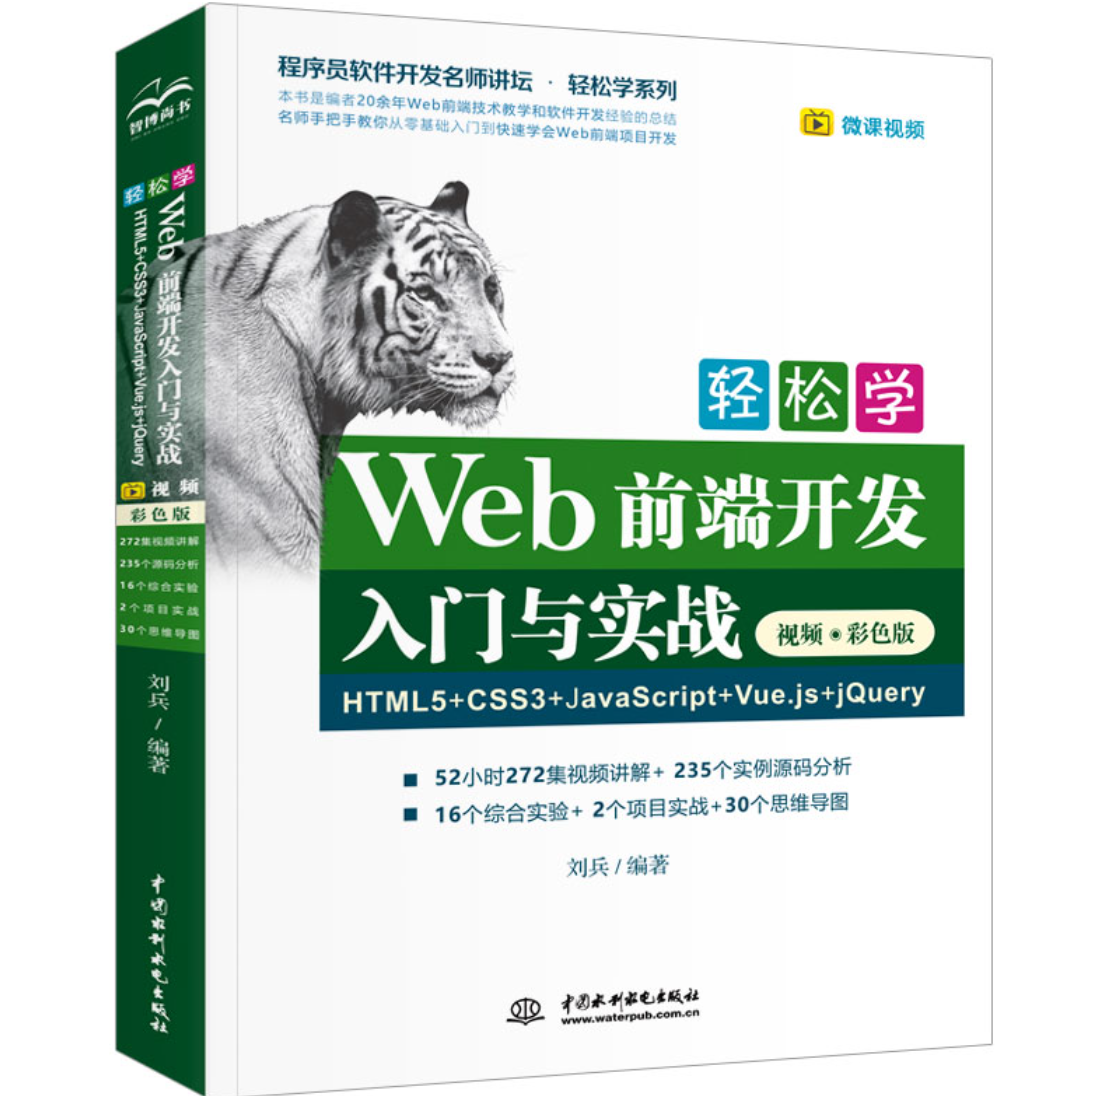 程序员软件开发名师讲坛 · 轻松学系列
本书是编者20余年Web前端技术教学和软件开发经验的总结
名师手把手教你从零基础入门到快速学会Web前端项目开发
微课视频
轻松学
Web前端开发
入门与实战
视频 彩色版
HTML5+CSS3+JavaScript+Vue.js+jQuery
52小时272集视频讲解+ 235个实例源码分析
16个综合实验+ 2个项目实战+30个思维导图
刘兵 / 编著
中国水利水电出版社
www.waterpub.com.cn
智博尚书
轻松学
Web前端开发入门与实战
HTML5+CSS3+JavaScript+Vue.js+jQuery
视频
彩色版
272集视频讲解
235个源码分析
16个综合实验
2个项目实战
30个思维导图
刘兵 / 编著
中国水利水电出版社